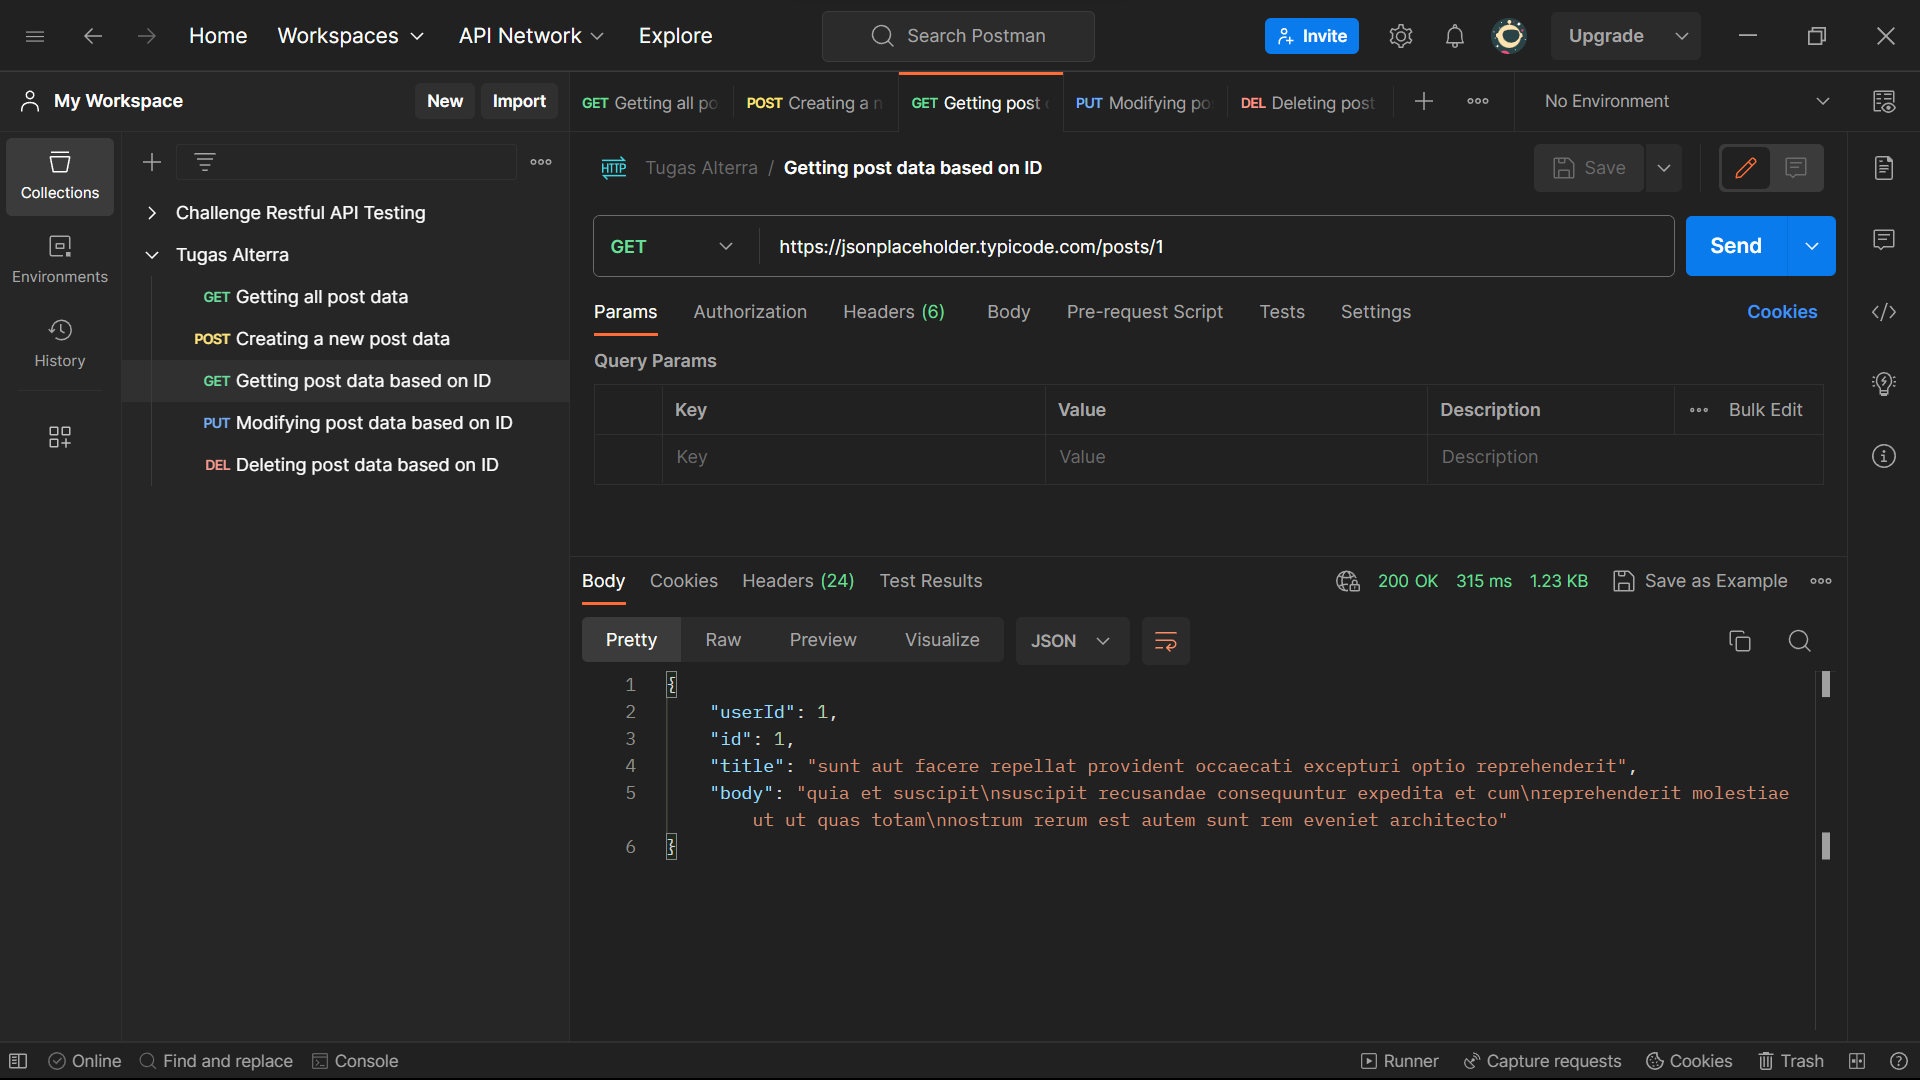 Home Workspaces API Network Explore Search Postman Invite Upgrade
My Workspace New Import
GET Getting all po POST Creating a n GET Getting post PUT Modifying po DEL Deleting post No Environment
Collections
Environments
History
Challenge Restful API Testing
Tugas Alterra
GET Getting all post data
POST Creating a new post data
GET Getting post data based on ID
PUT Modifying post data based on ID
DEL Deleting post data based on ID
HTTP Tugas Alterra / Getting post data based on ID Save
GET https://jsonplaceholder.typicode.com/posts/1 Send
Params Authorization Headers (6) Body Pre-request Script Tests Settings Cookies
Query Params
Key Value Description Bulk Edit
Key Value Description
Body Cookies Headers (24) Test Results 200 OK 315 ms 1.23 KB Save as Example
Pretty Raw Preview Visualize JSON
1 {
2 "userId": 1,
3 "id": 1,
4 "title": "sunt aut facere repellat provident occaecati excepturi optio reprehenderit",
5 "body": "quia et suscipit\nsuscipit recusandae consequuntur expedita et cum\nreprehenderit molestiae
ut ut quas totam\nnostrum rerum est autem sunt rem eveniet architecto"
6 }
Online Find and replace Console Runner Capture requests Cookies Trash